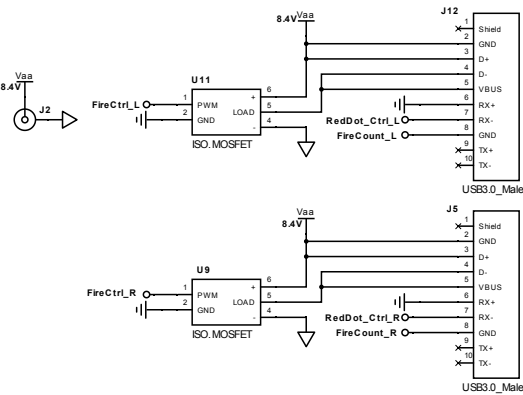 J12
Vaa
8.4V
1 Shield
2 GND
3 D+
4 D-
5 VBUS
6 RX+
7 RX-
8 GND
9 TX+
10 TX-
USB3.0_Male
RedDot_Ctrl_L
FireCount_L
Vaa
8.4V
J2
U11
FireCtrl_L
1 PWM
2 GND
+ 6
LOAD 5
- 4
ISO.MOSFET
J5
Vaa
8.4V
1 Shield
2 GND
3 D+
4 D-
5 VBUS
6 RX+
7 RX-
8 GND
9 TX+
10 TX-
USB3.0_Male
RedDot_Ctrl_R
FireCount_R
U9
FireCtrl_R
1 PWM
2 GND
+ 6
LOAD 5
- 4
ISO.MOSFET